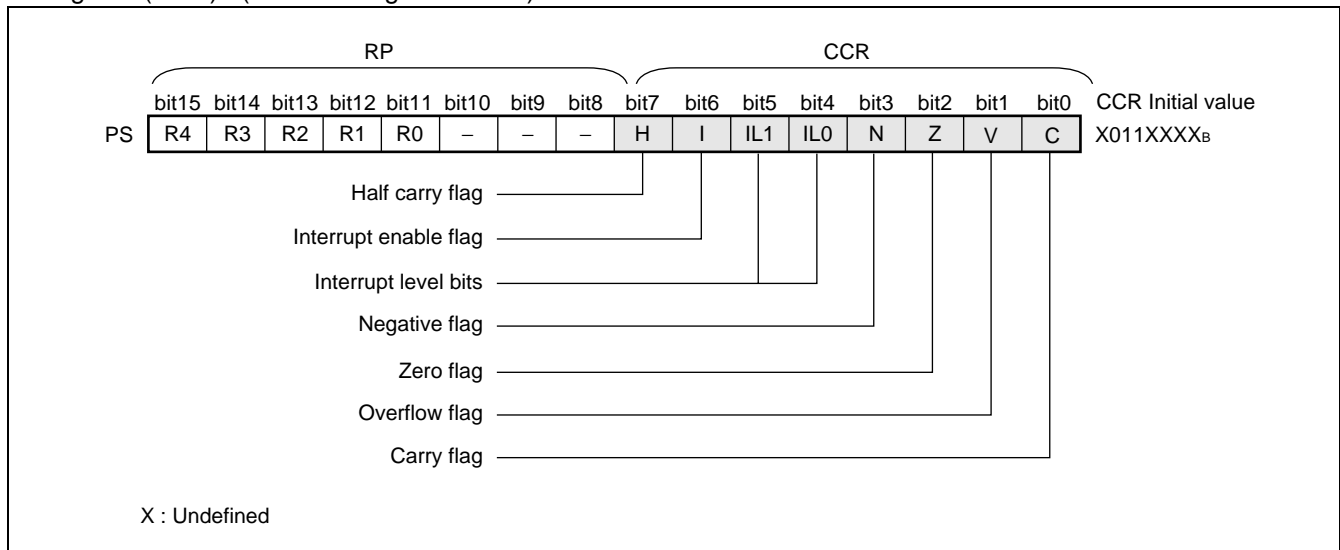 RP CCR
bit15 bit14 bit13 bit12 bit11 bit10 bit9 bit8 bit7 bit6 bit5 bit4 bit3 bit2 bit1 bit0 CCR Initial value
PS R4 R3 R2 R1 R0 – – – H I IL1 IL0 N Z V C X011XXXXB
Half carry flag
Interrupt enable flag
Interrupt level bits
Negative flag
Zero flag
Overflow flag
Carry flag
X : Undefined